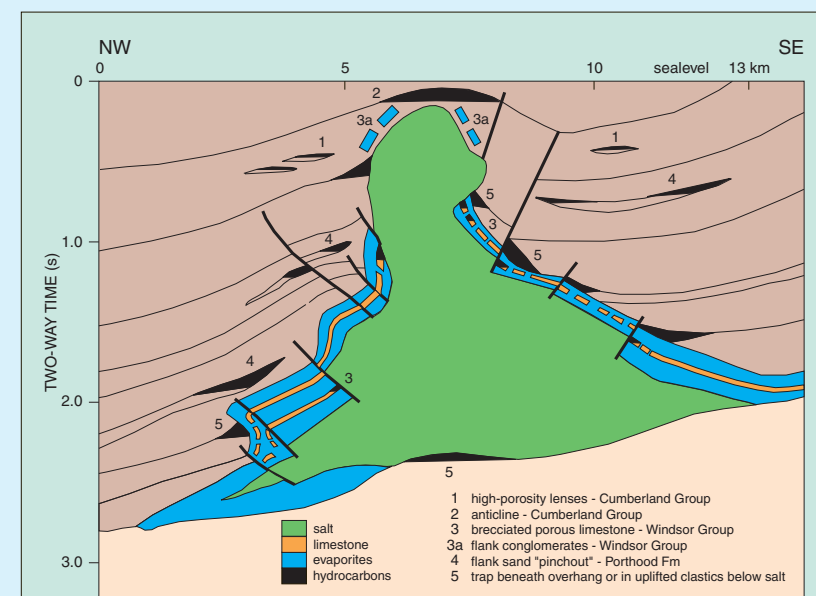 NW
SE
0
5
10
sealevel
13 km
0
1.0
2.0
3.0
TWO-WAY TIME (s)
2
3a
3a
1
1
4
5
3
5
4
4
3
5
5
salt
limestone
evaporites
hydrocarbons
1 high-porosity lenses - Cumberland Group
2 anticline - Cumberland Group
3 brecciated porous limestone - Windsor Group
3a flank conglomerates - Windsor Group
4 flank sand "pinchout" - Porthood Fm
5 trap beneath overhang or in uplifted clastics below salt